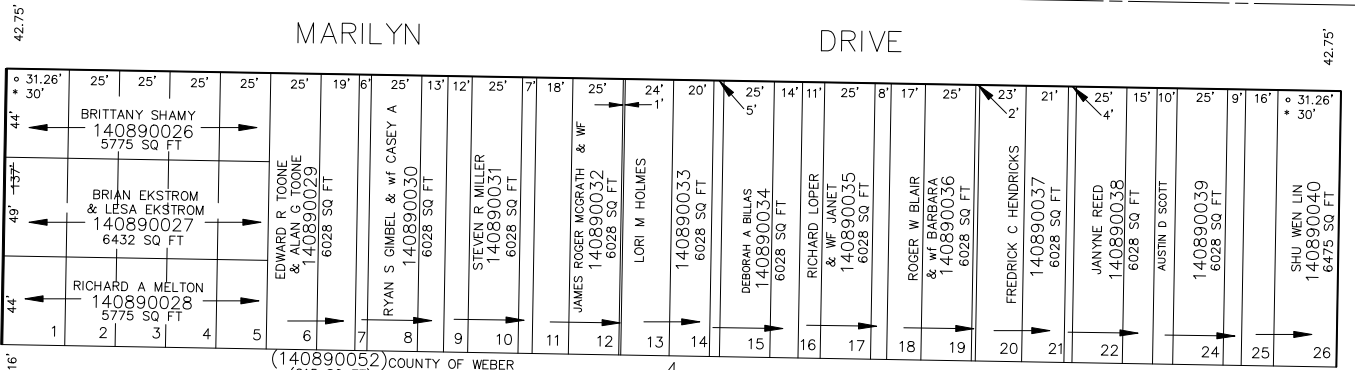 42.75'
MARILYN DRIVE
42.75'
° 31.26' 25' 25' 25' 25' 25' 19' 6' 25' 13' 12' 25' 7' 18' 25' 24' 20' 25' 14' 11' 25' 8' 17' 25' 23' 21' 25' 15' 10' 25' 9' 16' ° 31.26'
* 30' 1' 5' 2' 4' * 30'
44'
BRITTANY SHAMY
140890026
5775 SQ FT
137'
49'
BRIAN EKSTROM
& LESA EKSTROM
140890027
6432 SQ FT
44'
RICHARD A MELTON
140890028
5775 SQ FT
EDWARD R TOONE
& ALAN G TOONE
140890029
6028 SQ FT
RYAN S GIMBEL & wf CASEY A
140890030
6028 SQ FT
STEVEN R MILLER
140890031
6028 SQ FT
JAMES ROGER MCGRATH & WF
140890032
6028 SQ FT
LORI M HOLMES
140890033
6028 SQ FT
DEBORAH A BILLAS
140890034
6028 SQ FT
RICHARD LOPER
& WF JANET
140890035
6028 SQ FT
ROGER W BLAIR
& wf BARBARA
140890036
6028 SQ FT
FREDRICK C HENDRICKS
140890037
6028 SQ FT
JANYNE REED
140890038
6028 SQ FT
AUSTIN D SCOTT
140890039
6028 SQ FT
SHU WEN LIN
140890040
6475 SQ FT
1 2 3 4 5 6 7 8 9 10 11 12 13 14 15 16 17 18 19 20 21 22 24 25 26
16'
(140890052) COUNTY OF WEBER